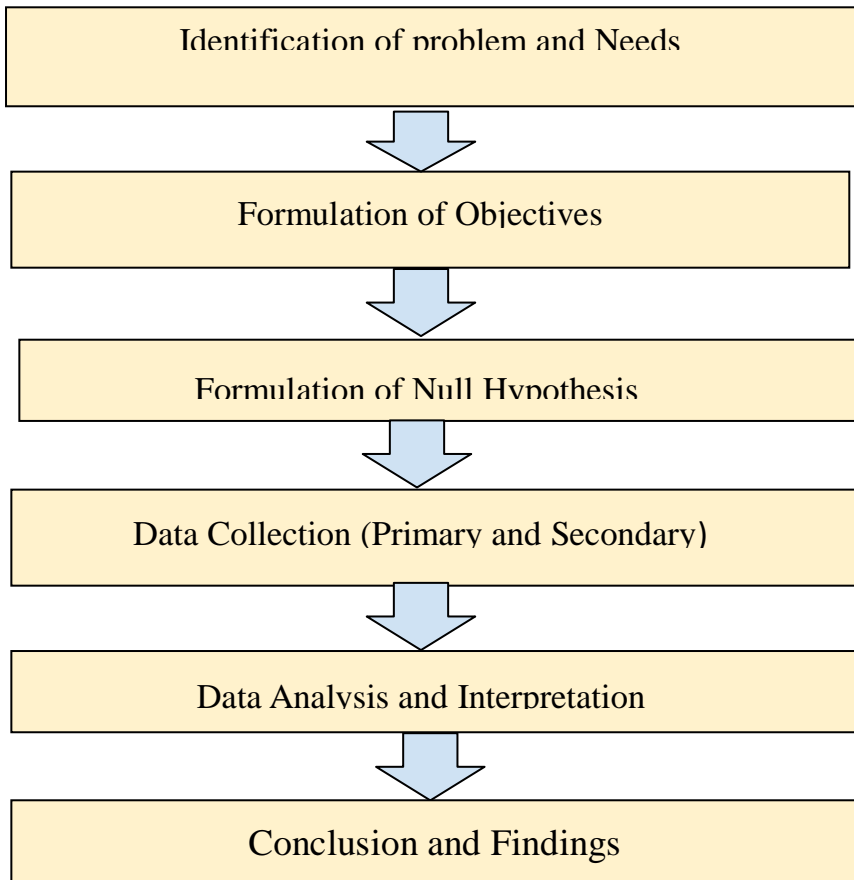 Identification of problem and Needs
Formulation of Objectives
Formulation of Null Hypothesis
Data Collection (Primary and Secondary)
Data Analysis and Interpretation
Conclusion and Findings